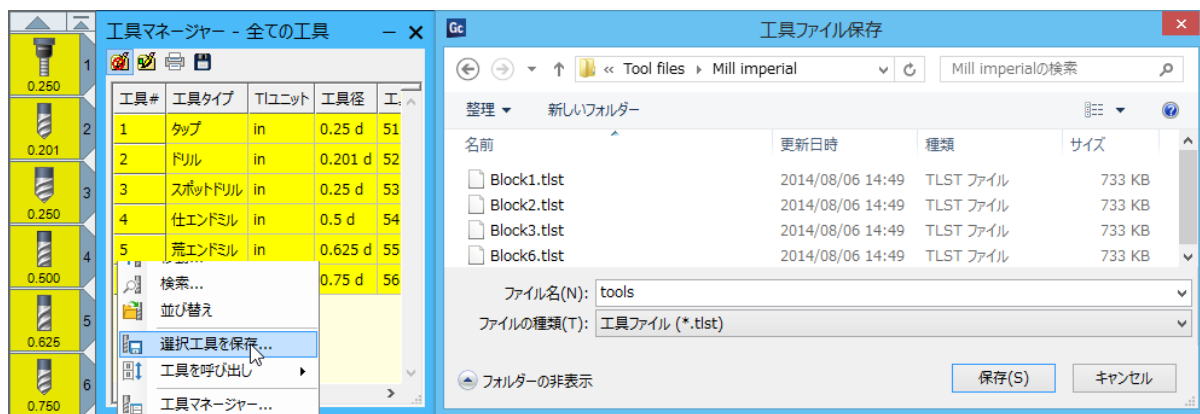 1
0.250
2
0.201
3
0.250
4
0.500
5
0.625
6
0.750
工具マネージャー - 全ての工具
工具# 工具タイプ TIユニット 工具径
1 タップ in 0.25 d 51
2 ドリル in 0.201 d 52
3 スポットドリル in 0.25 d 53
4 仕エンドミル in 0.5 d 54
5 荒エンドミル in 0.625 d 55
0.75 d 56
検索...
並び替え
選択工具を保存...
工具を呼び出し
工具マネージャー...
Gc 工具ファイル保存
« Tool files Mill imperial
Mill imperialの検索
整理 新しいフォルダー
名前 更新日時 種類 サイズ
Block1.tlst 2014/08/06 14:49 TLST ファイル 733 KB
Block2.tlst 2014/08/06 14:49 TLST ファイル 733 KB
Block3.tlst 2014/08/06 14:49 TLST ファイル 733 KB
Block6.tlst 2014/08/06 14:49 TLST ファイル 733 KB
ファイル名(N): tools
ファイルの種類(T): 工具ファイル (*.tlst)
フォルダーの非表示 保存(S) キャンセル